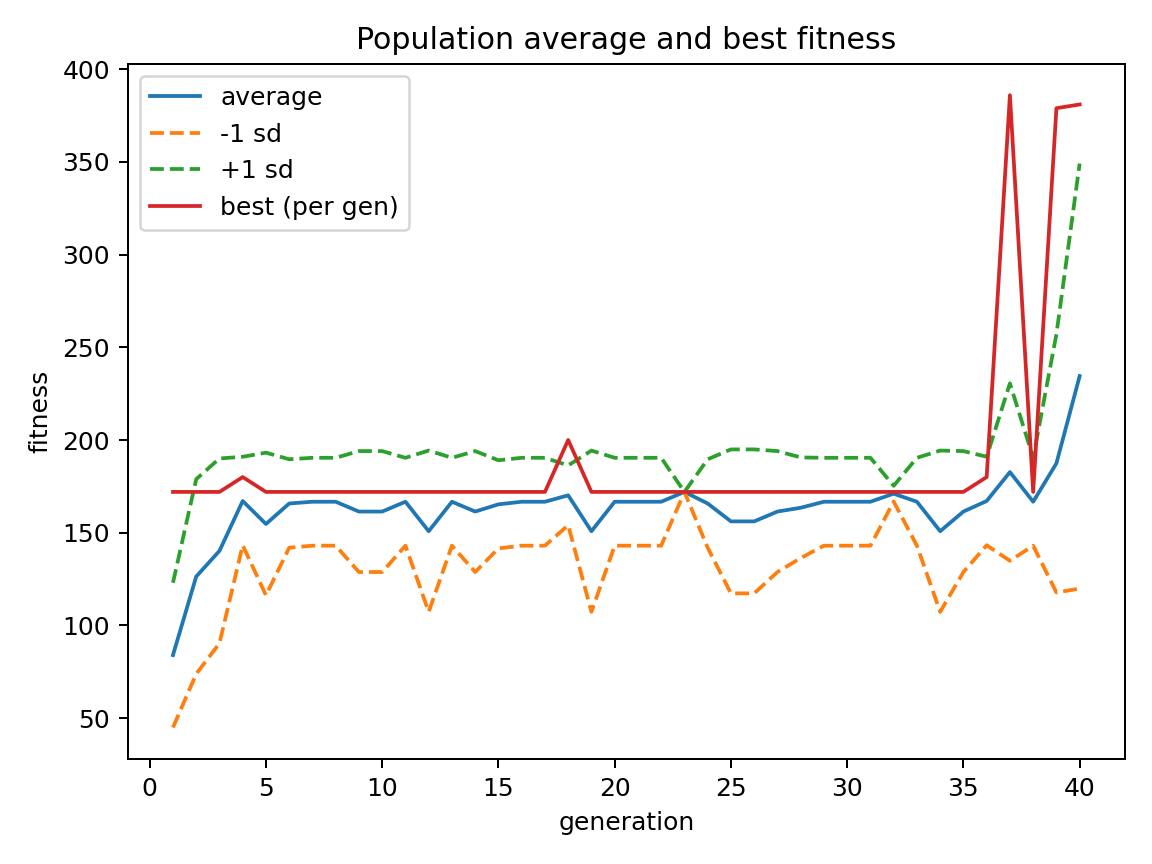 Population average and best fitness
400
350
300
250
200
150
100
50
fitness
average
-1 sd
+1 sd
best (per gen)
0 5 10 15 20 25 30 35 40
generation